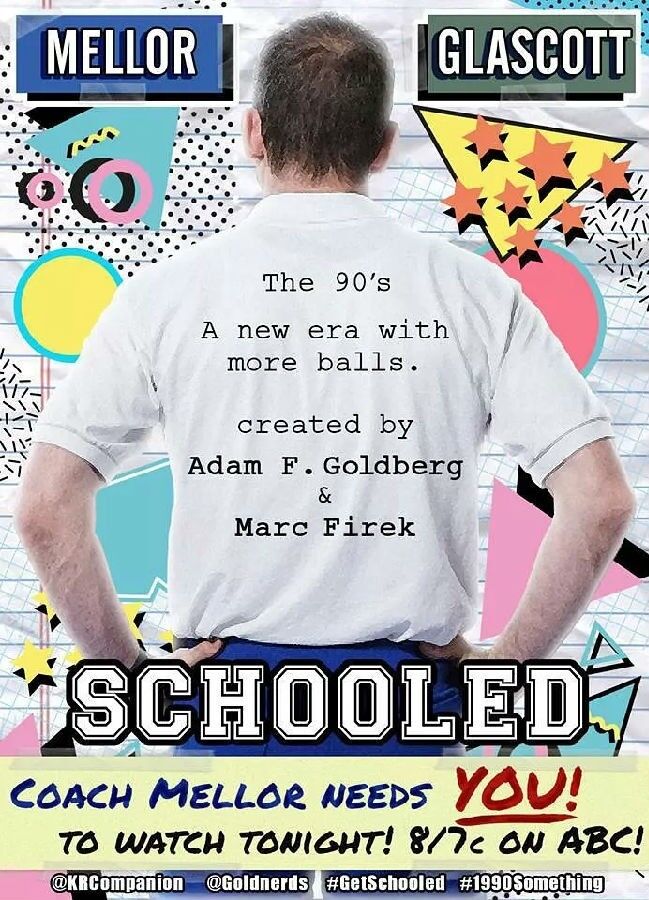 MELLOR
GLASCOTT
The 90's
A new era with
more balls.
created by
Adam F. Goldberg
&
Marc Firek
SCHOOLED
COACH MELLOR NEEDS YOU!
TO WATCH TONIGHT! 8/7c ON ABC!
@KRCompanion @Goldnerds #GetSchooled #1990Something